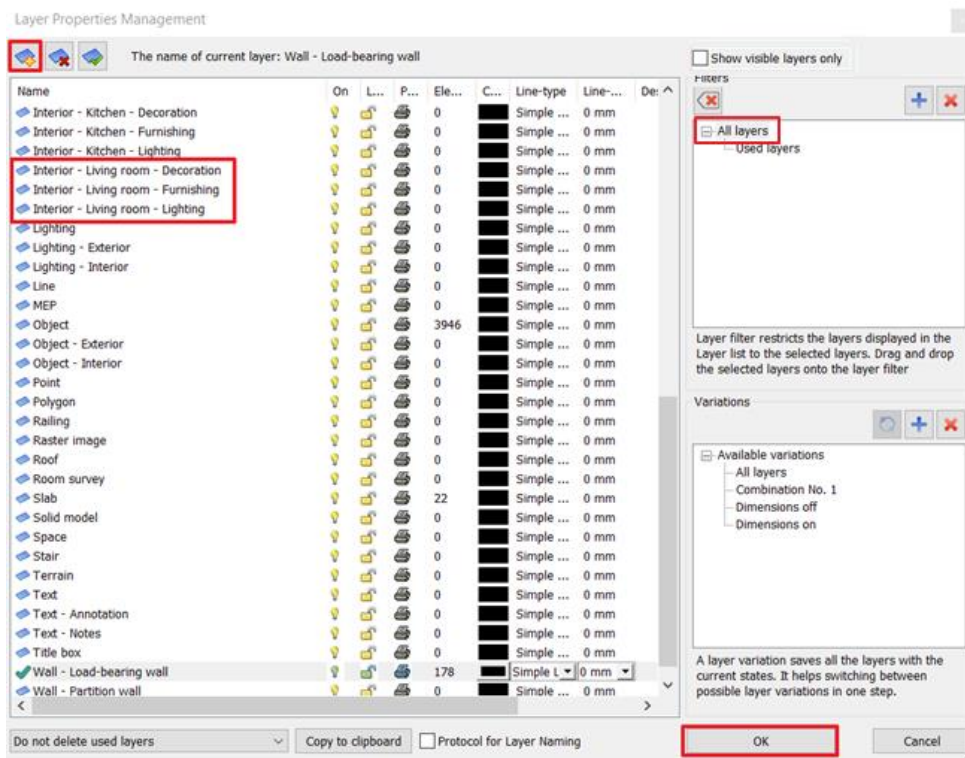 Layer Properties Management
The name of current layer: Wall - Load-bearing wall
Show visible layers only
Name On L... P... Ele... C... Line-type Line-... De:
Interior - Kitchen - Decoration 0 Simple ... 0 mm
Interior - Kitchen - Furnishing 0 Simple ... 0 mm
Interior - Kitchen - Lighting 0 Simple ... 0 mm
Interior - Living room - Decoration 0 Simple ... 0 mm
Interior - Living room - Furnishing 0 Simple ... 0 mm
Interior - Living room - Lighting 0 Simple ... 0 mm
Lighting 0 Simple ... 0 mm
Lighting - Exterior 0 Simple ... 0 mm
Lighting - Interior 0 Simple ... 0 mm
Line 0 Simple ... 0 mm
MEP 0 Simple ... 0 mm
Object 3946 Simple ... 0 mm
Object - Exterior 0 Simple ... 0 mm
Object - Interior 0 Simple ... 0 mm
Point 0 Simple ... 0 mm
Polygon 0 Simple ... 0 mm
Railing 0 Simple ... 0 mm
Raster image 0 Simple ... 0 mm
Roof 0 Simple ... 0 mm
Room survey 0 Simple ... 0 mm
Slab 22 Simple ... 0 mm
Solid model 0 Simple ... 0 mm
Space 0 Simple ... 0 mm
Stair 0 Simple ... 0 mm
Terrain 0 Simple ... 0 mm
Text 0 Simple ... 0 mm
Text - Annotation 0 Simple ... 0 mm
Text - Notes 0 Simple ... 0 mm
Title box 0 Simple ... 0 mm
Wall - Load-bearing wall 178 Simple L 0 mm
Wall - Partition wall 0 Simple ... 0 mm
Filters
All layers
Used layers
Layer filter restricts the layers displayed in the
Layer list to the selected layers. Drag and drop
the selected layers onto the layer filter
Variations
Available variations
All layers
Combination No. 1
Dimensions off
Dimensions on
A layer variation saves all the layers with the
current states. It helps switching between
possible layer variations in one step.
Do not delete used layers Copy to clipboard Protocol for Layer Naming OK Cancel